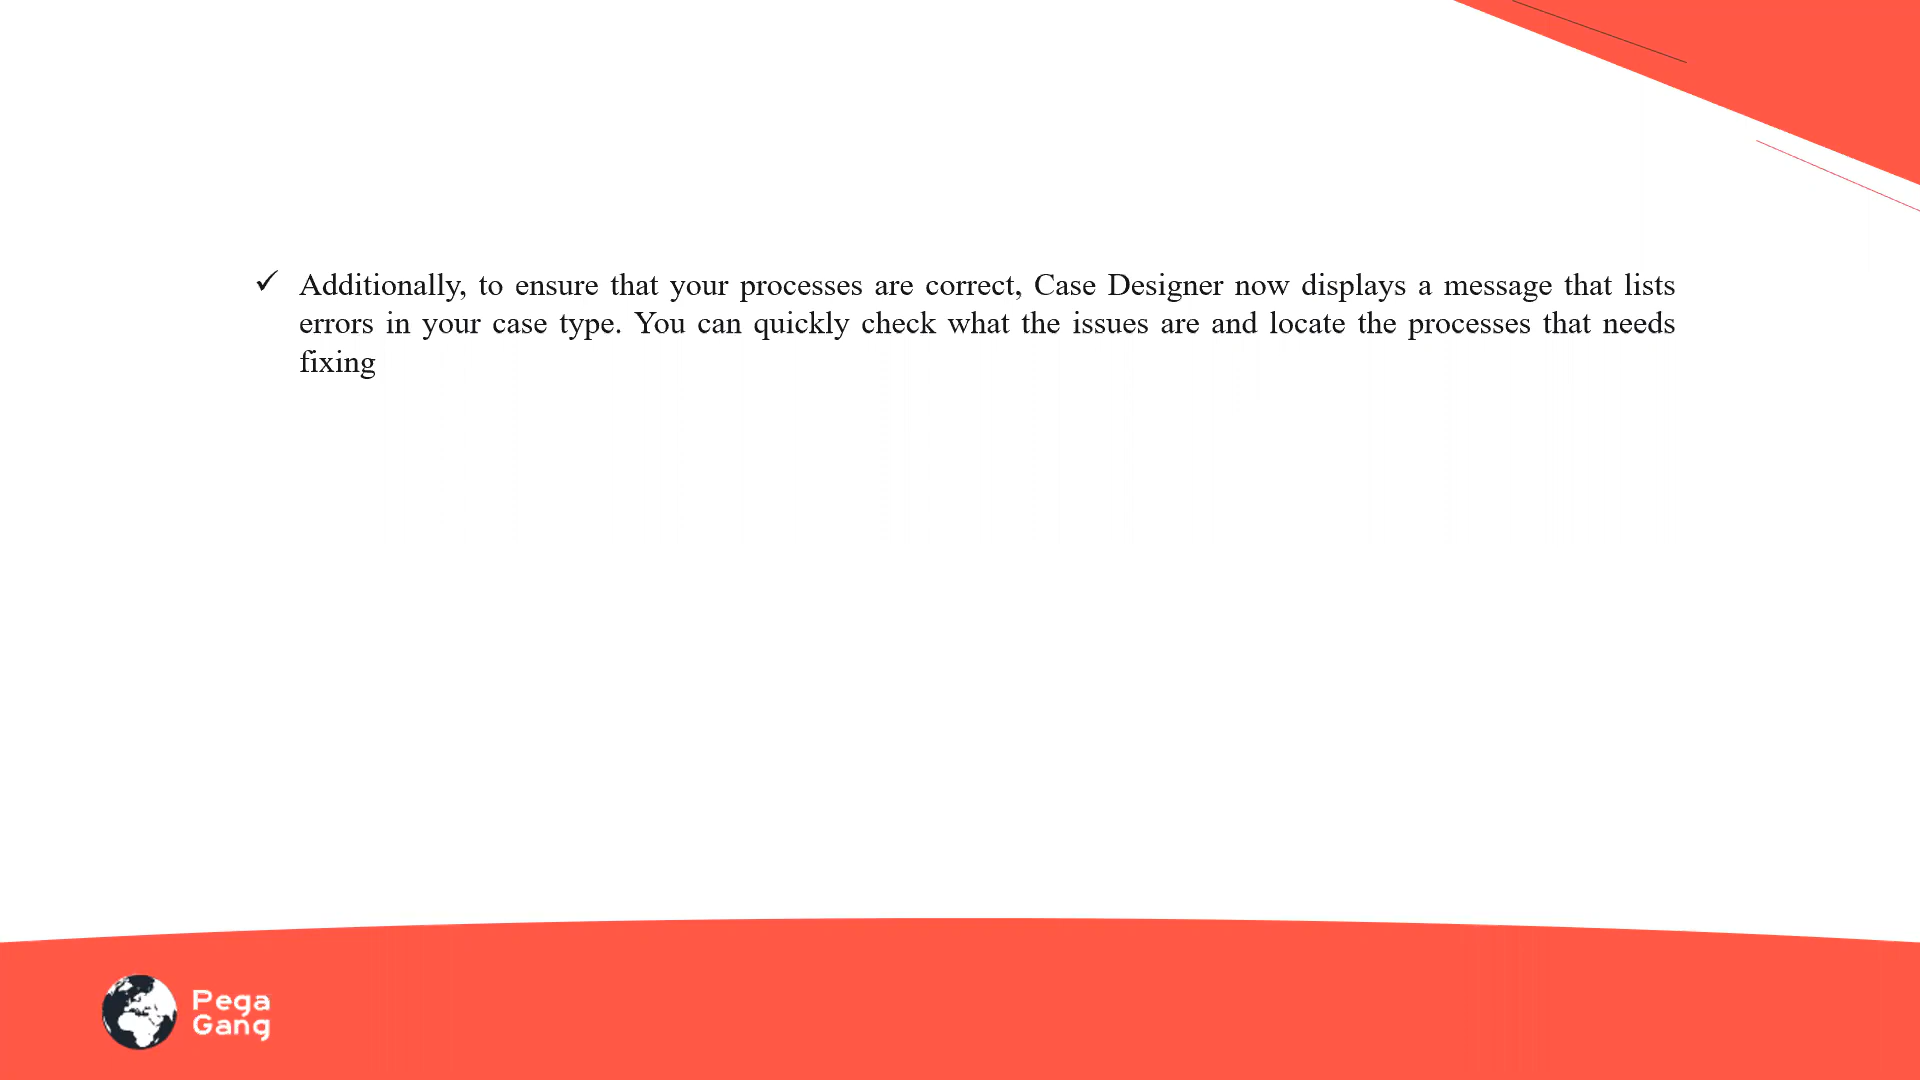 ✓ Additionally, to ensure that your processes are correct, Case Designer now displays a message that lists
errors in your case type. You can quickly check what the issues are and locate the processes that needs
fixing
Pega
Gang